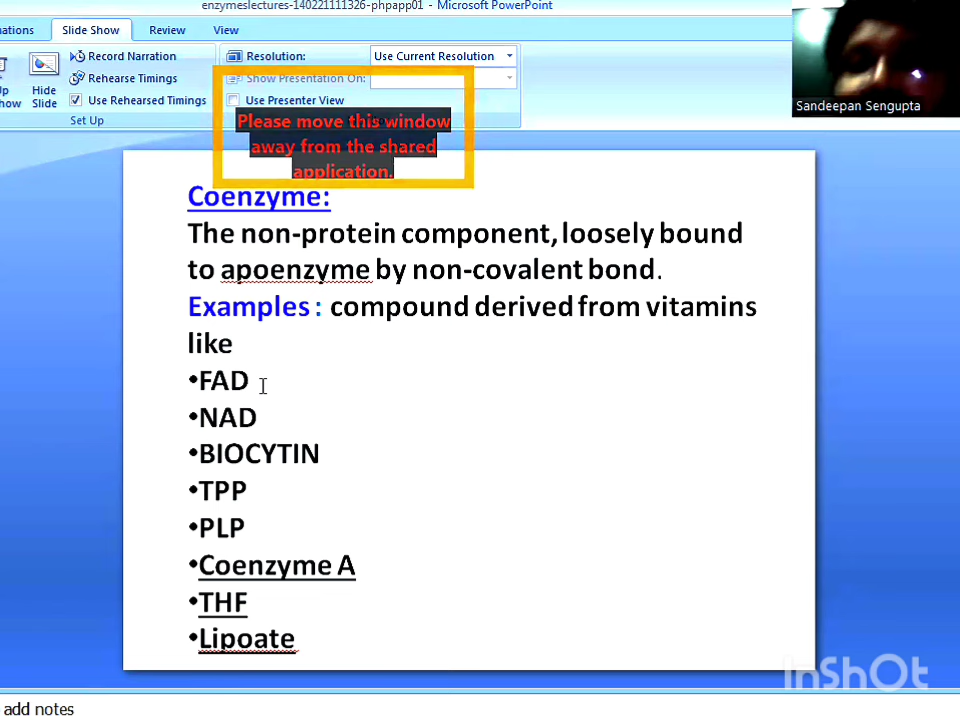 enzymeslectures-140221111326-phpapp01 - Microsoft PowerPoint
nations Slide Show Review View
Record Narration
Rehearse Timings
Use Rehearsed Timings
Up
how
Hide
Slide
Set Up
Resolution: Use Current Resolution
Show Presentation On:
Use Presenter View
Please move this window
away from the shared
application.
Sandeepan Sengupta
Coenzyme:
The non-protein component, loosely bound
to apoenzyme by non-covalent bond.
Examples : compound derived from vitamins
like
•FAD
•NAD
•BIOCYTIN
•TPP
•PLP
•Coenzyme A
•THF
•Lipoate
InShOt
add notes